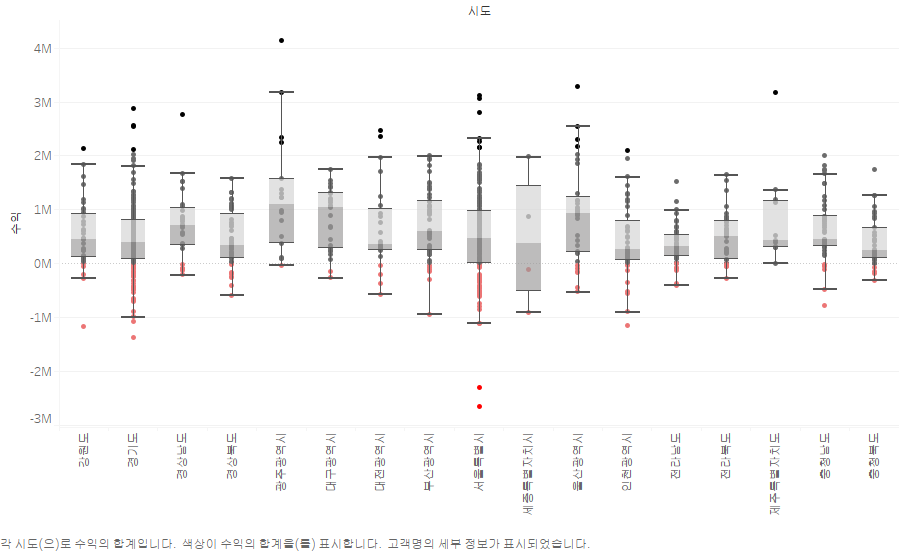 시도
4M
3M
2M
1M
0M
-1M
-2M
-3M
수익
강원도
경기도
경상남도
경상북도
광주광역시
대구광역시
대전광역시
부산광역시
서울특별시
세종특별자치시
울산광역시
인천광역시
전라남도
전라북도
제주특별자치도
충청남도
충청북도
각 시도(으)로 수익의 합계입니다. 색상이 수익의 합계을(를) 표시합니다. 고객명의 세부 정보가 표시되었습니다.